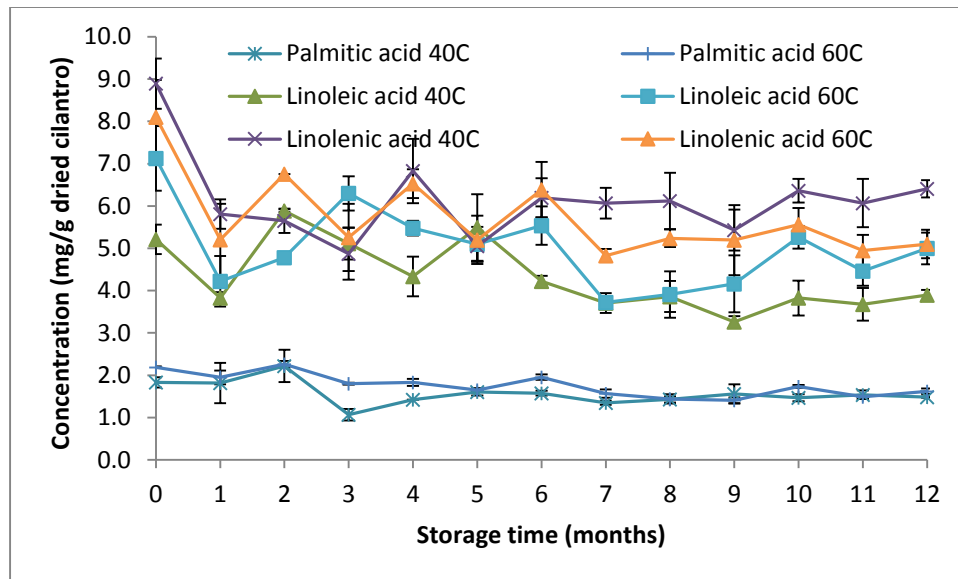 10.0
9.0
8.0
7.0
6.0
5.0
4.0
3.0
2.0
1.0
0.0
Concentration (mg/g dried cilantro)
Palmitic acid 40C
Palmitic acid 60C
Linoleic acid 40C
Linoleic acid 60C
Linolenic acid 40C
Linolenic acid 60C
0 1 2 3 4 5 6 7 8 9 10 11 12
Storage time (months)